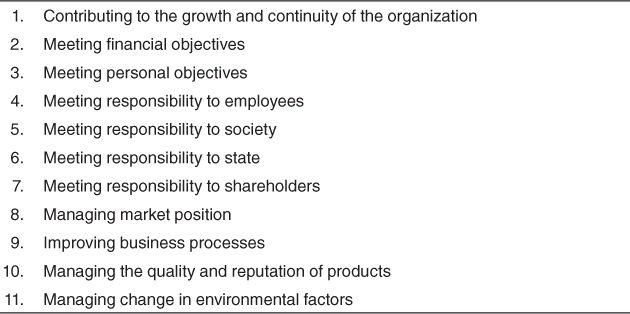 1. Contributing to the growth and continuity of the organization
2. Meeting financial objectives
3. Meeting personal objectives
4. Meeting responsibility to employees
5. Meeting responsibility to society
6. Meeting responsibility to state
7. Meeting responsibility to shareholders
8. Managing market position
9. Improving business processes
10. Managing the quality and reputation of products
11. Managing change in environmental factors